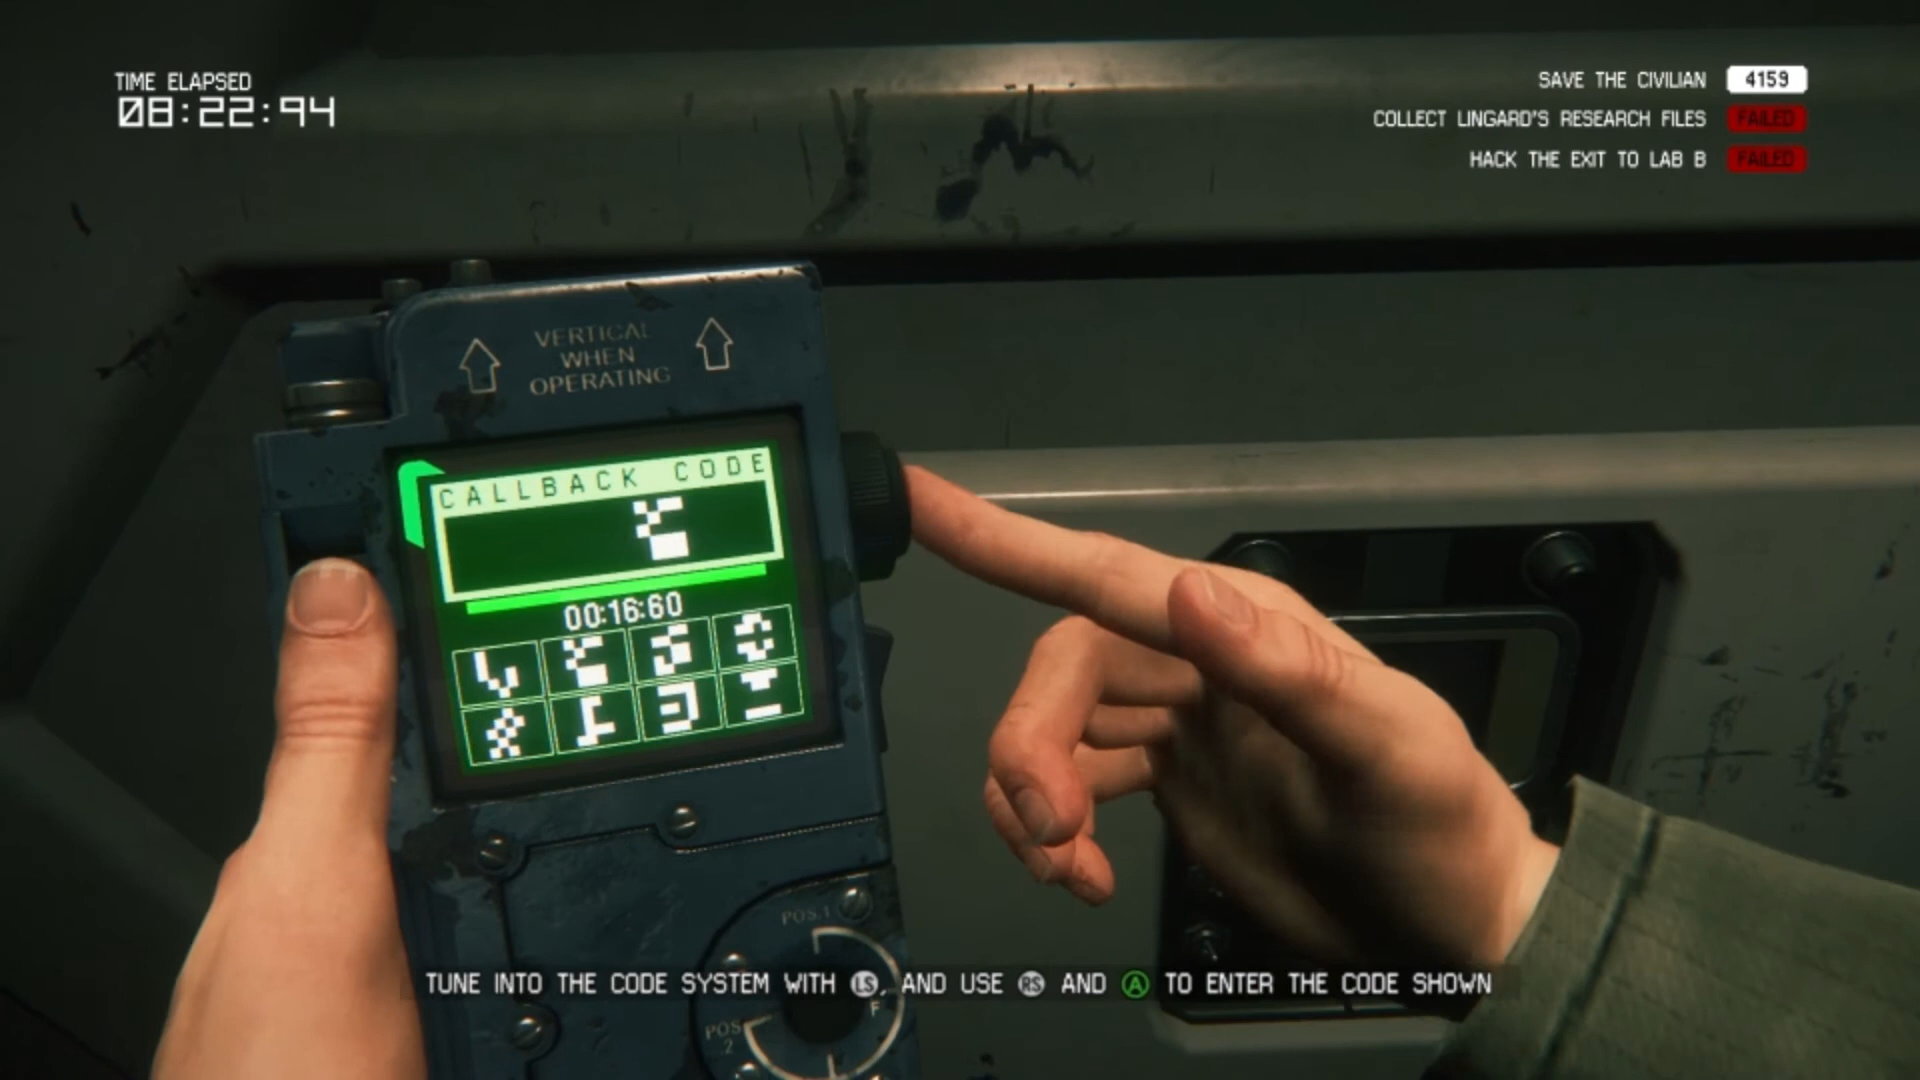 TIME ELAPSED
08:22:94
SAVE THE CIVILIAN 4159
COLLECT LINGARD'S RESEARCH FILES FAILED
HACK THE EXIT TO LAB B FAILED
VERTICAL
WHEN
OPERATING
CALLBACK CODE
00:16:60
POS.1
POS
2
F
TUNE INTO THE CODE SYSTEM WITH LS, AND USE RS AND A TO ENTER THE CODE SHOWN